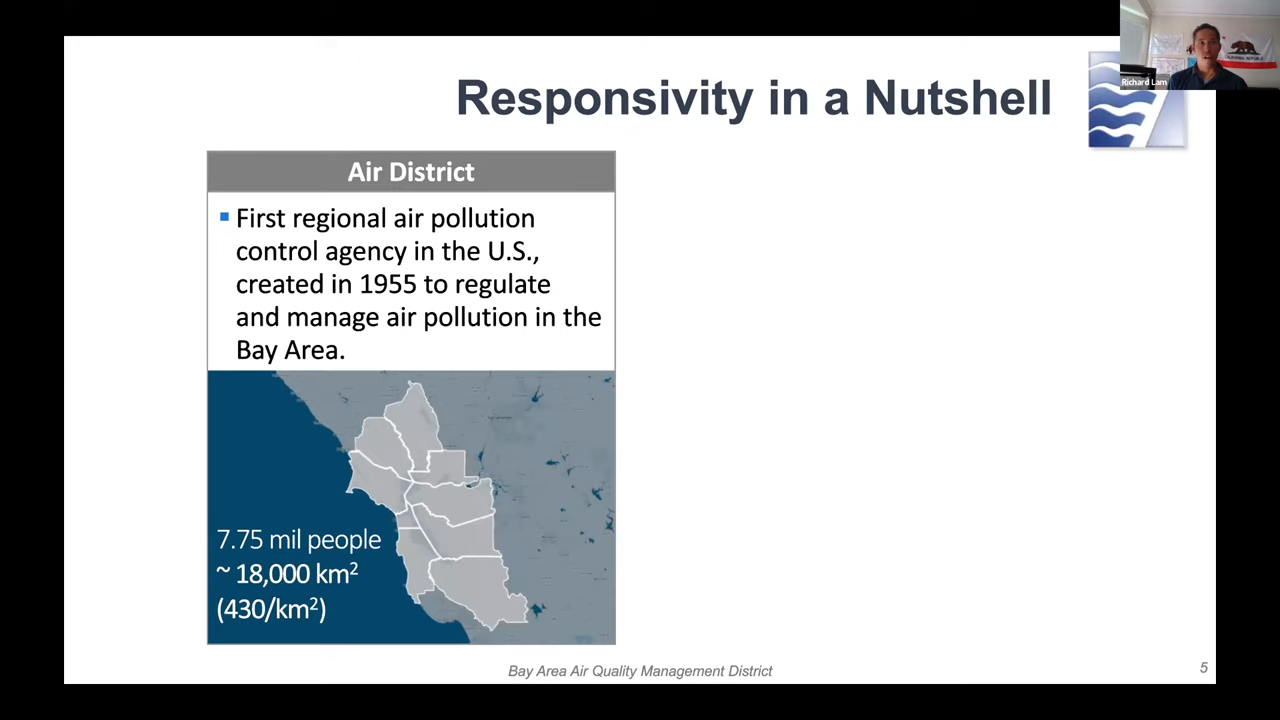 Responsivity in a Nutshell
Richard Lam
CALIFORNIA REPUBLIC
Air District
▪ First regional air pollution
control agency in the U.S.,
created in 1955 to regulate
and manage air pollution in the
Bay Area.
7.75 mil people
~ 18,000 km²
(430/km²)
Bay Area Air Quality Management District
5